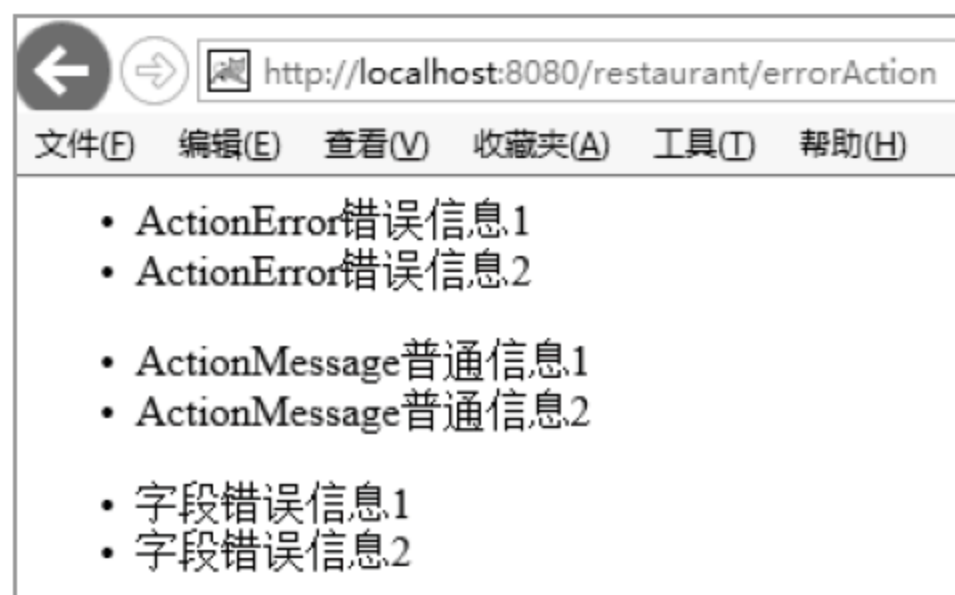 http://localhost:8080/restaurant/errorAction
文件(F) 编辑(E) 查看(V) 收藏夹(A) 工具(T) 帮助(H)
• ActionError错误信息1
• ActionError错误信息2
• ActionMessage普通信息1
• ActionMessage普通信息2
• 字段错误信息1
• 字段错误信息2